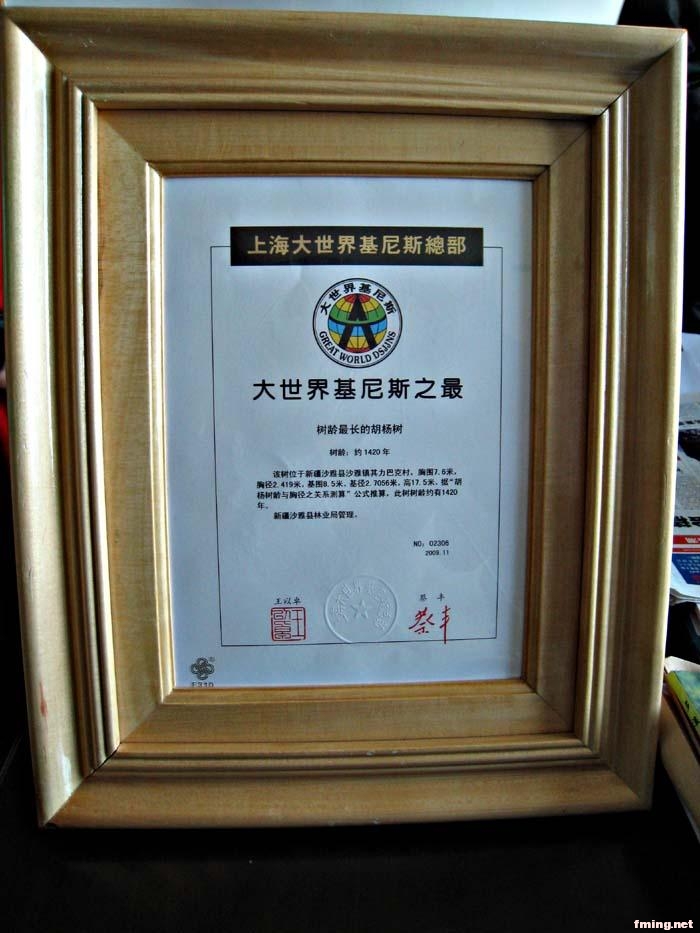 上海大世界基尼斯總部
大世界基尼斯
GREAT WORLD DSJJNS
大世界基尼斯之最
树龄最长的胡杨树
树龄：约1420年
该树位于新疆沙雅县沙雅镇其力巴克村，胸围7.6米，
胸径2.419米，基围8.5米，基径2.7056米，高17.5米，据“胡
杨树龄与胸径之关系测算”公式推算，此树树龄约有1420
年。
新疆沙雅县林业局管理。
NO：02306
2009.11
王以卓
蔡丰
蔡丰
fming.net